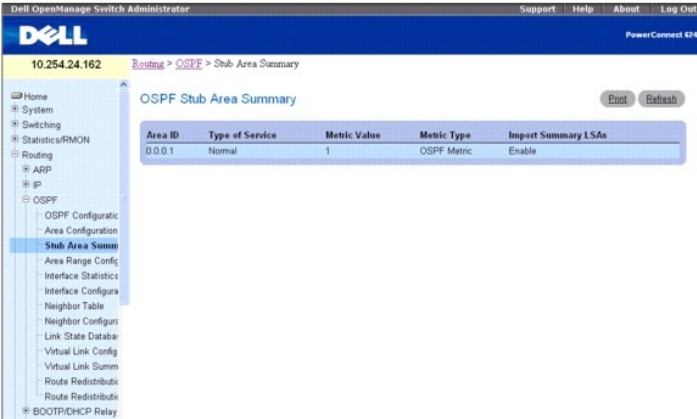 Dell OpenManage Switch Administrator
Support Help About Log Out
DELL
PowerConnect 624
10.254.24.162
Routing > OSPF > Stub Area Summary
Home
System
Switching
Statistics/RMON
Routing
ARP
IP
OSPF
OSPF Configuratic
Area Configuration
Stub Area Summ
Area Range Config
Interface Statistics
Interface Configura
Neighbor Table
Neighbor Configura
Link State Databas
Virtual Link Config
Virtual Link Summ
Route Redistributic
Route Redistributic
BOOTP/DHCP Relay
OSPF Stub Area Summary
Print Refresh
Area ID Type of Service Metric Value Metric Type Import Summary LSAs
0.0.0.1 Normal 1 OSPF Metric Enable